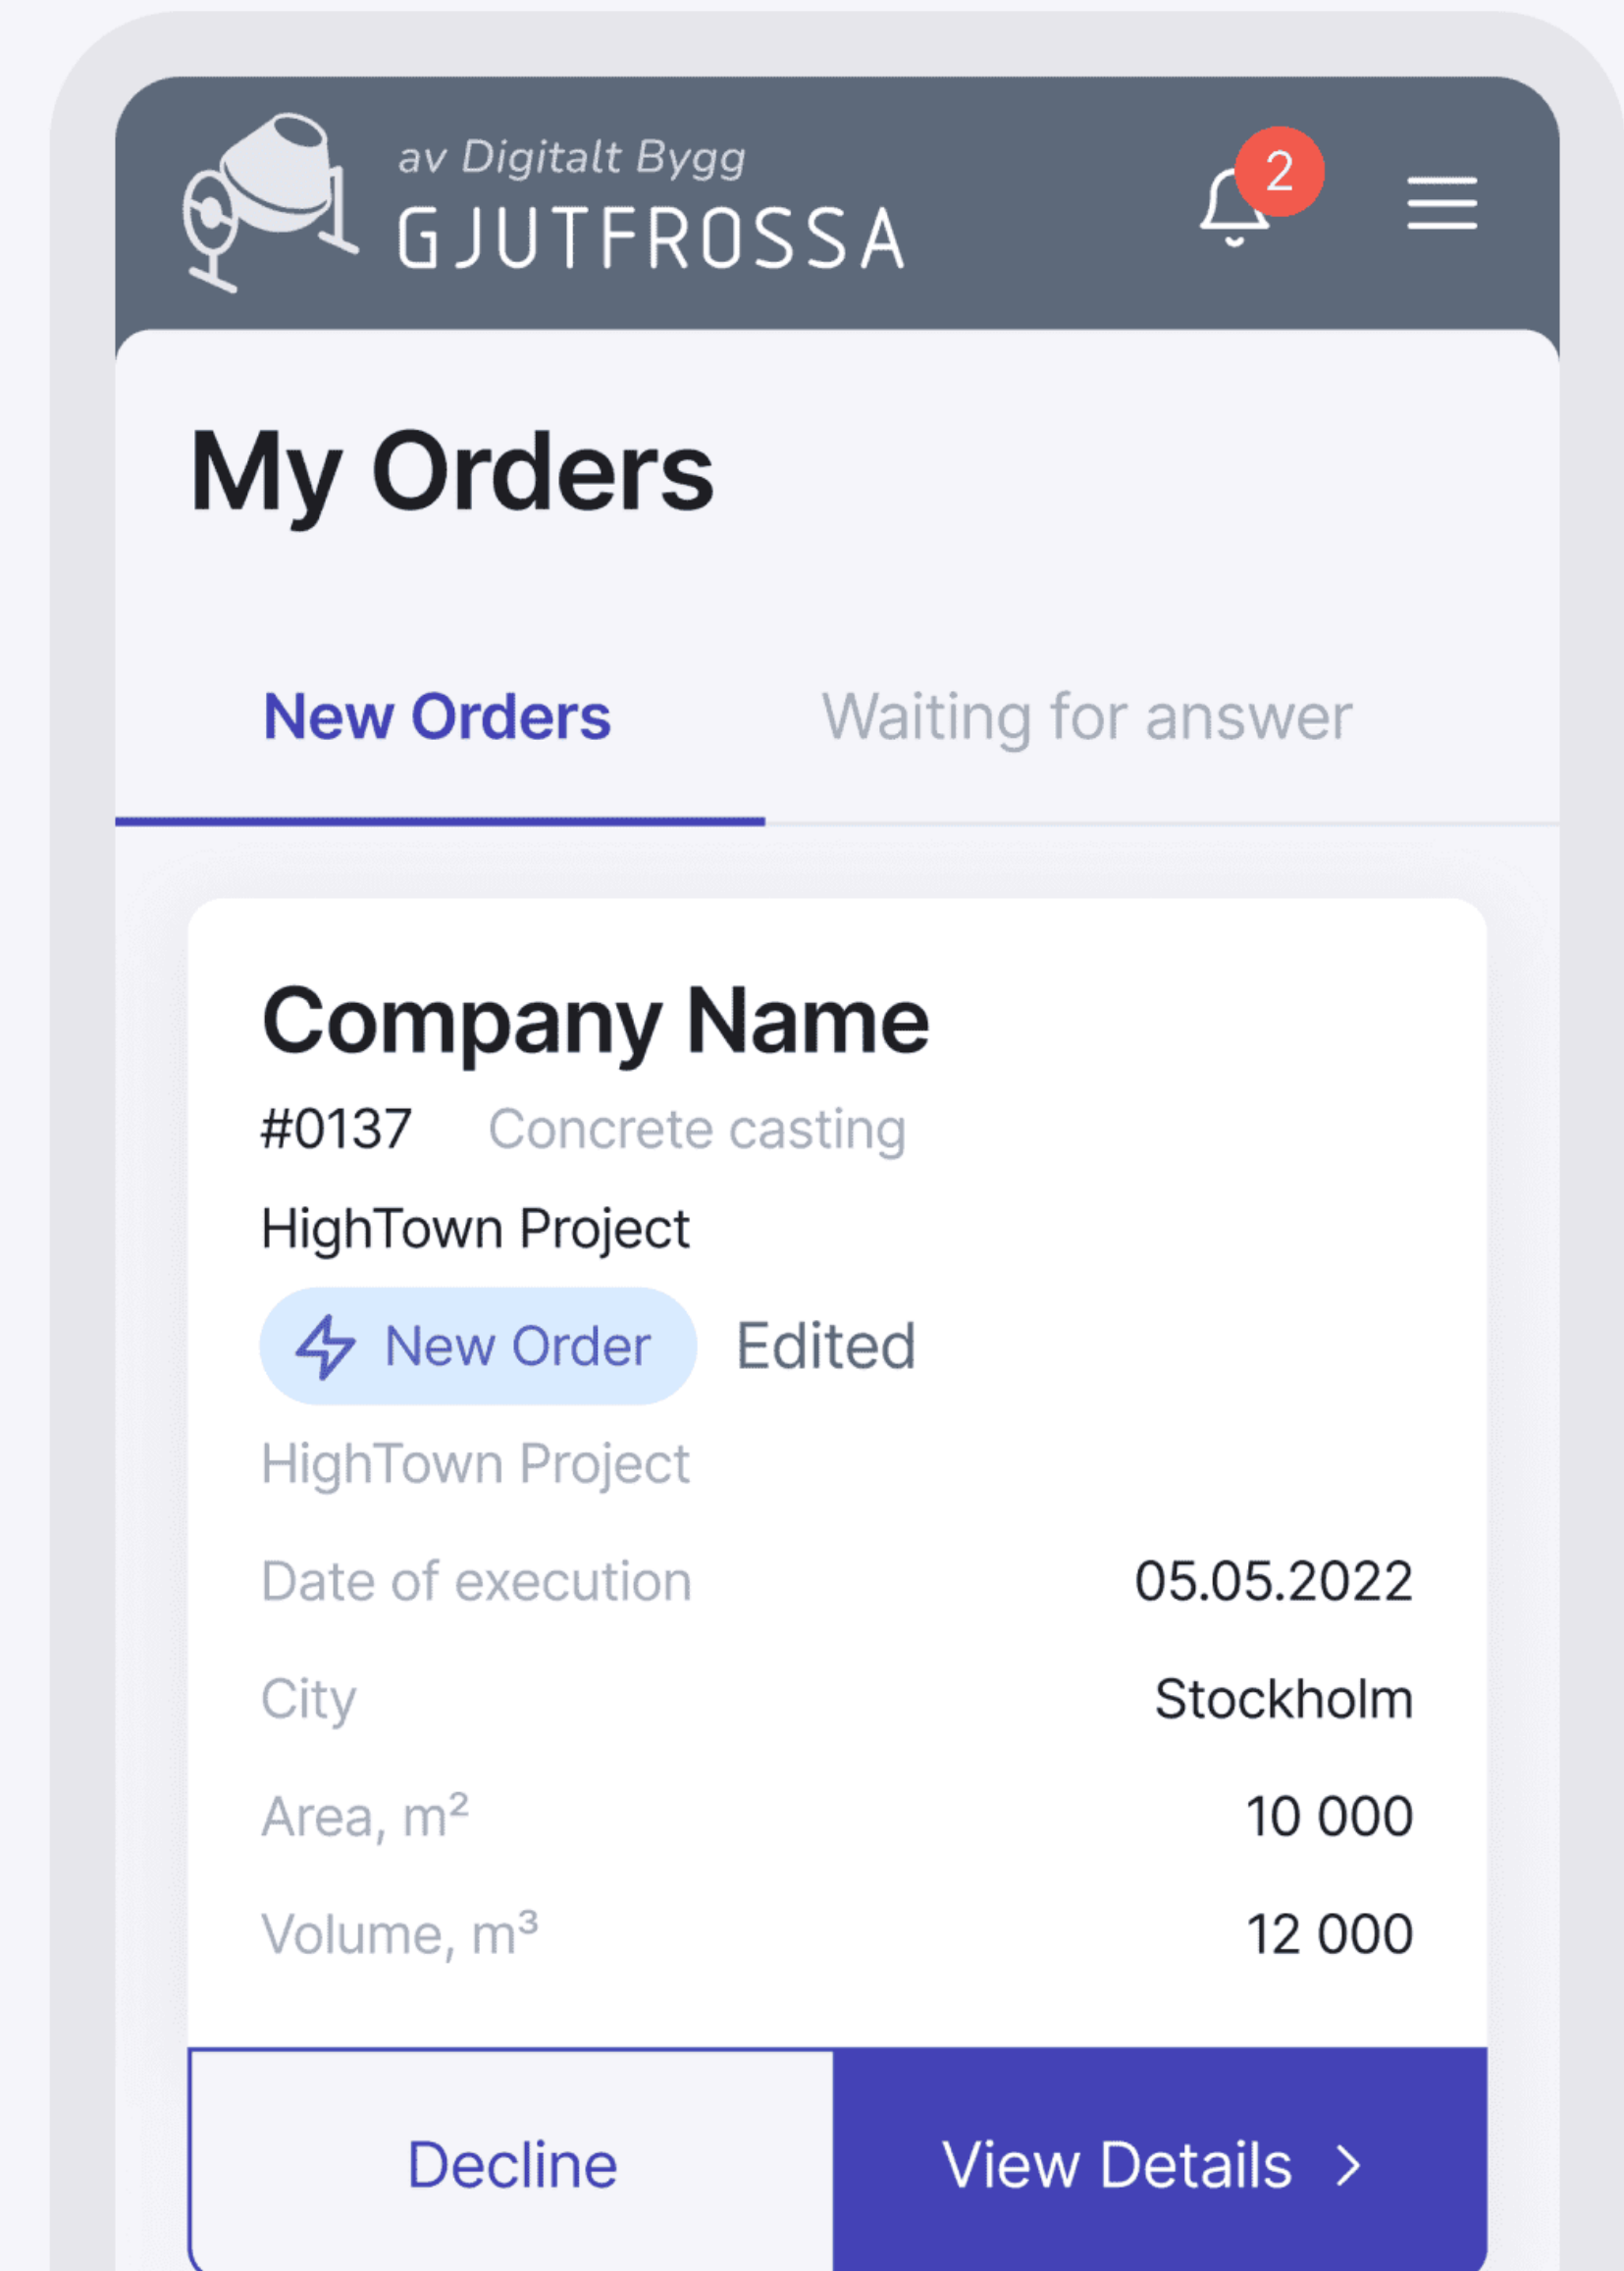 av Digitalt Bygg
GJUTFROSSA
2
My Orders
New Orders Waiting for answer
Company Name
#0137 Concrete casting
HighTown Project
New Order Edited
HighTown Project
Date of execution 05.05.2022
City Stockholm
Area, m² 10 000
Volume, m³ 12 000
Decline View Details